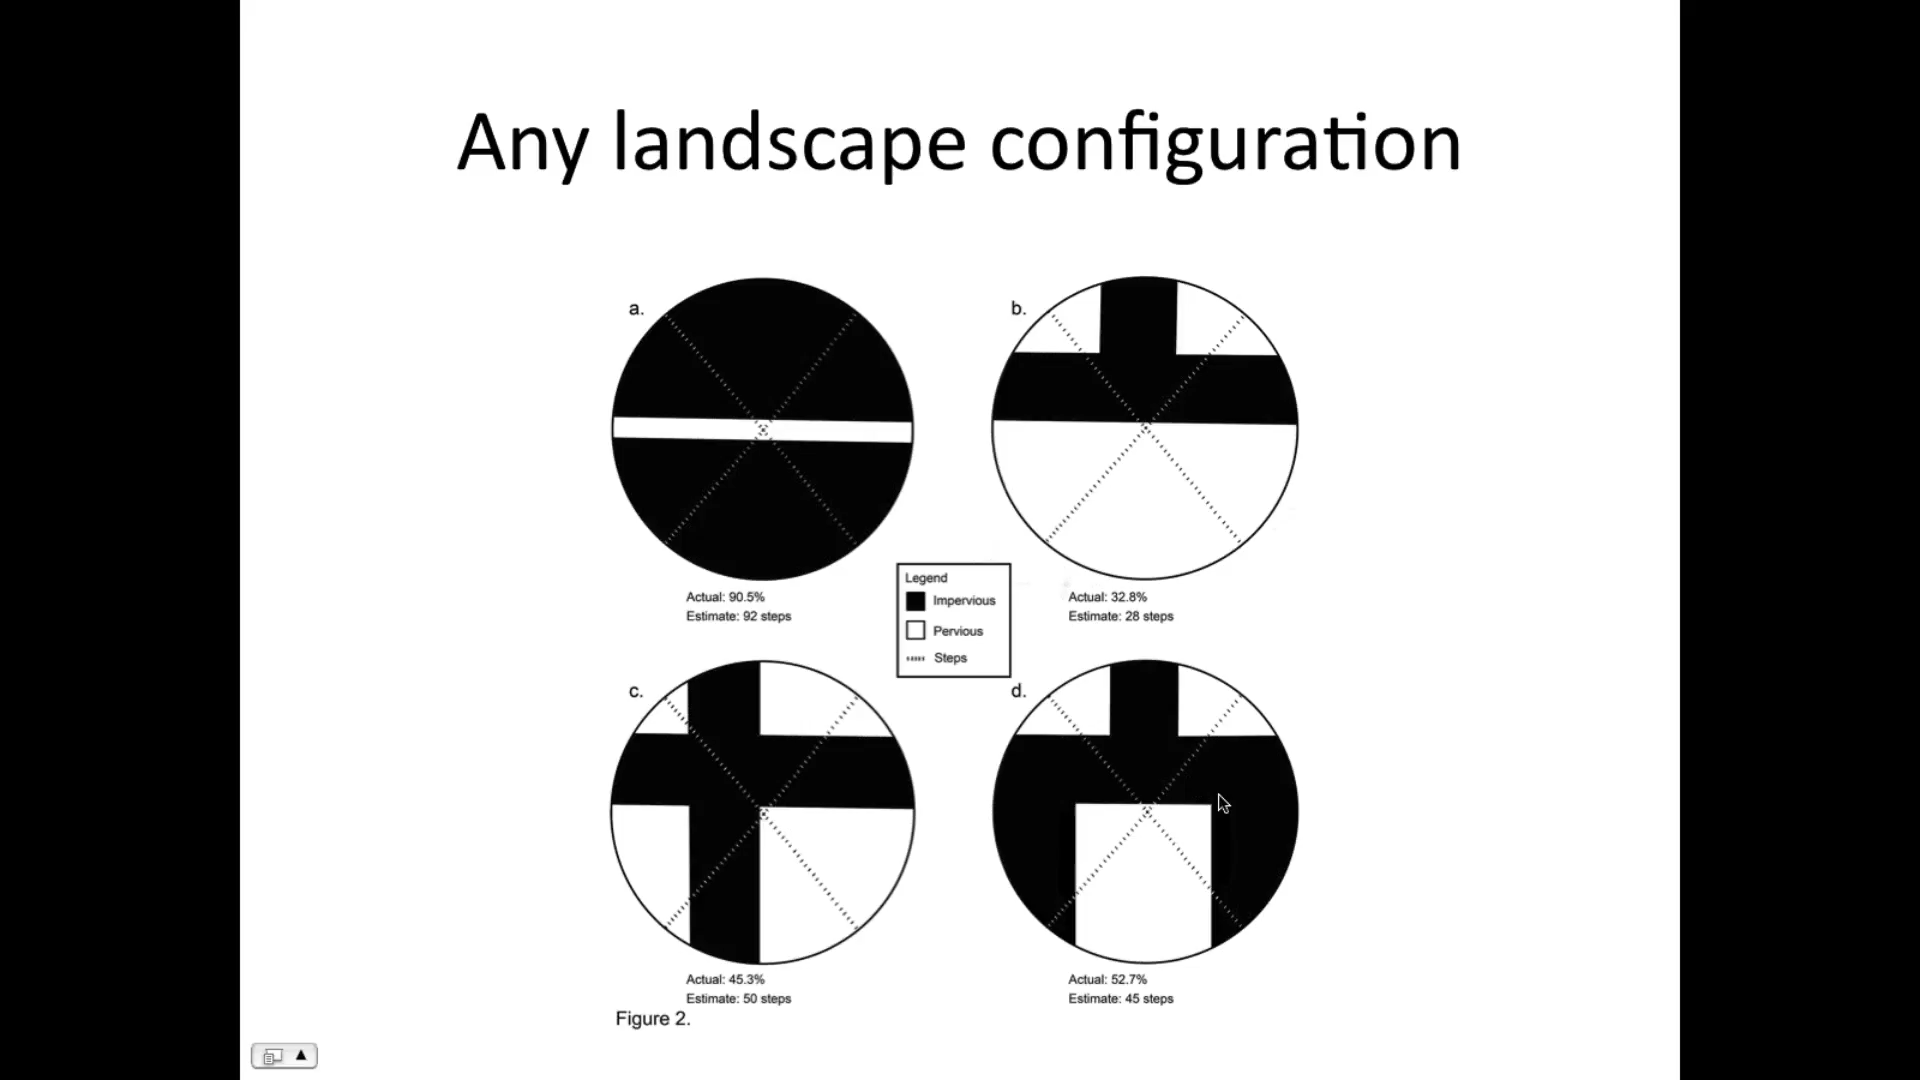 Any landscape configuration
a.
b.
Actual: 90.5%
Estimate: 92 steps
Actual: 32.8%
Estimate: 28 steps
Legend
Impervious
Pervious
Steps
c.
d.
Actual: 45.3%
Estimate: 50 steps
Actual: 52.7%
Estimate: 45 steps
Figure 2.